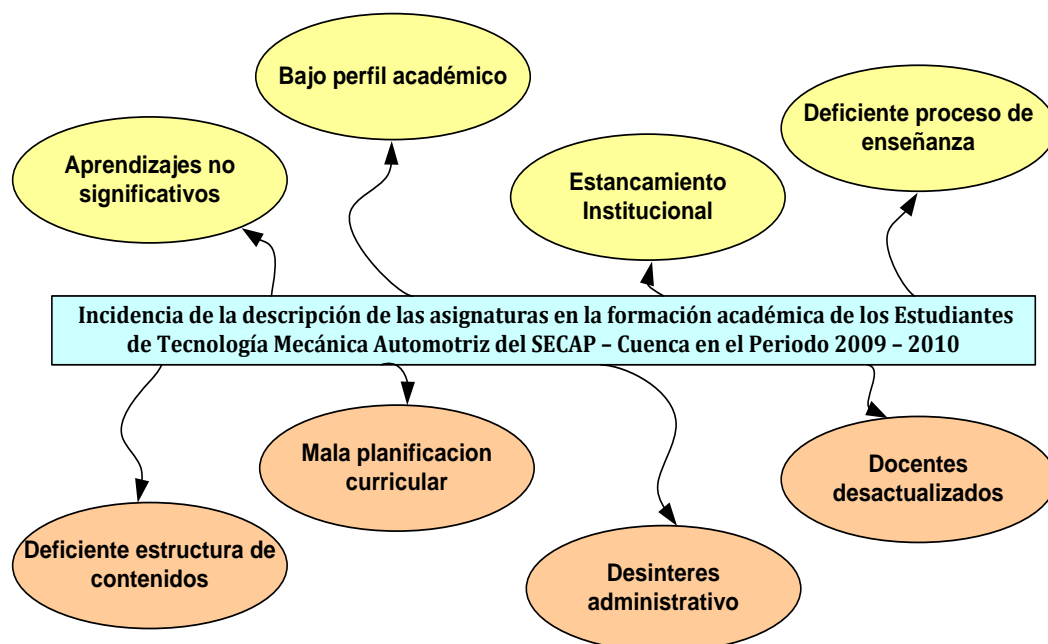 Bajo perfil académico
Deficiente proceso de
enseñanza
Aprendizajes no
significativos
Estancamiento
Institucional
Incidencia de la descripción de las asignaturas en la formación académica de los Estudiantes
de Tecnología Mecánica Automotriz del SECAP – Cuenca en el Periodo 2009 – 2010
Mala planificacion
curricular
Docentes
desactualizados
Deficiente estructura de
contenidos
Desinteres
administrativo